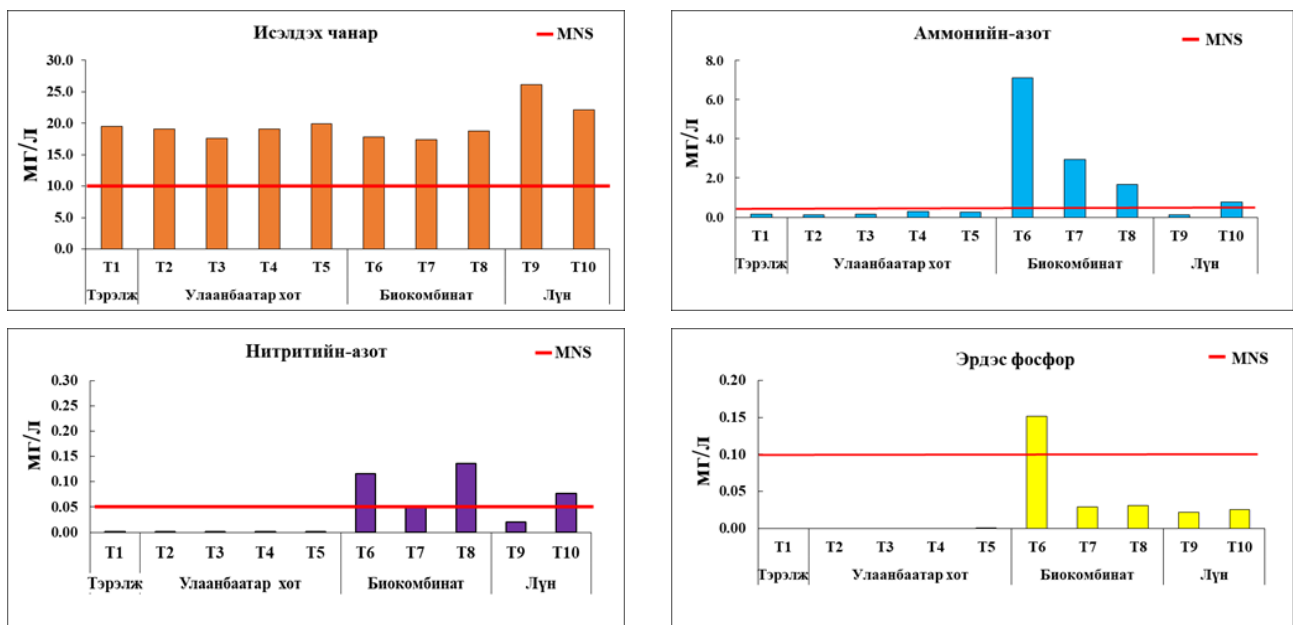 Исэлдэх чанар
MNS
мг/л
30.0
25.0
20.0
15.0
10.0
5.0
0.0
T1 T2 T3 T4 T5 T6 T7 T8 T9 T10
Тэрэлж Улаанбаатар хот Биокомбинат Лүн
Аммонийн-азот
MNS
мг/л
8.0
6.0
4.0
2.0
0.0
T1 T2 T3 T4 T5 T6 T7 T8 T9 T10
Тэрэлж Улаанбаатар хот Биокомбинат Лүн
Нитритийн-азот
MNS
мг/л
0.30
0.25
0.20
0.15
0.10
0.05
0.00
T1 T2 T3 T4 T5 T6 T7 T8 T9 T10
Тэрэлж Улаанбаатар хот Биокомбинат Лүн
Эрдэс фосфор
MNS
мг/л
0.20
0.15
0.10
0.05
0.00
T1 T2 T3 T4 T5 T6 T7 T8 T9 T10
Тэрэлж Улаанбаатар хот Биокомбинат Лүн